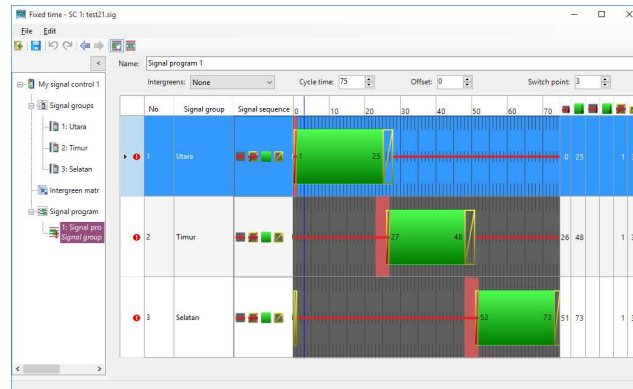 Fixed time - SC 1: test21.sig
File Edit
Name: Signal program 1
My signal control 1
Intergreens: None Cycle time: 75 Offset: 0 Switch point: 3
Signal groups
1: Utara
2: Timur
3: Selatan
Intergreen matr
Signal program
1: Signal pro
Signal group
No Signal group Signal sequence 0 10 20 30 40 50 60 70
1 Utara 1 25 0 25 1
2 Timur 27 48 26 48 1
3 Selatan 52 73 51 73 1